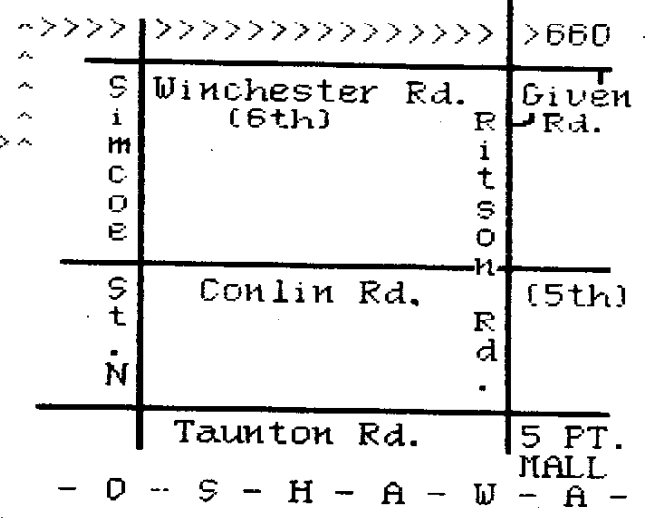 ^>>>> >>>>>>>>>>>>>>> >660
^
^
^
>^
Simcoe St. N
Winchester Rd.
(6th)
Ritson Rd.
Given
Rd.
Conlin Rd.
(5th)
Taunton Rd.
5 PT.
MALL
- O - S - H - A - W - A -